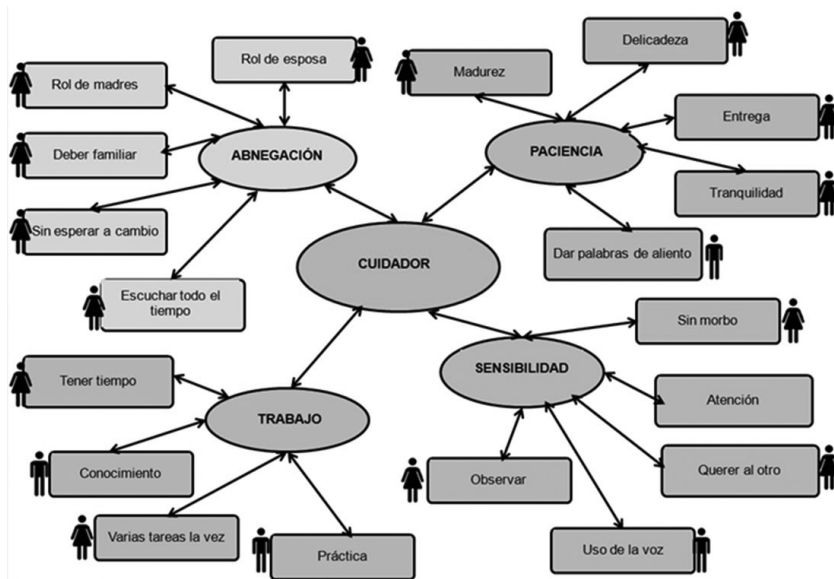 Rol de esposa
Rol de madres
Deber familiar
Sin esperar a cambio
Escuchar todo el
tiempo
ABNEGACIÓN
Delicadeza
Madurez
Entrega
Tranquilidad
Dar palabras de aliento
PACIENCIA
CUIDADOR
Tener tiempo
Conocimiento
Varias tareas la vez
Práctica
TRABAJO
SENSIBILIDAD
Sin morbo
Atención
Querer al otro
Observar
Uso de la voz